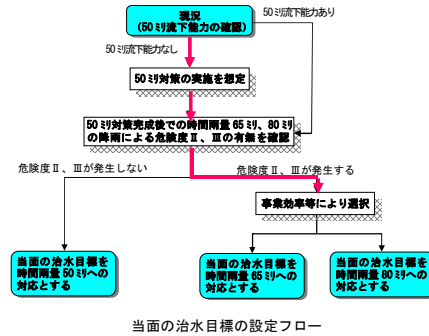 現況
(50ミリ流下能力の確認)
50ミリ流下能力あり
50ミリ流下能力なし
50ミリ対策の実施を想定
50ミリ対策完成後での時間雨量65ミリ、80ミリ
の降雨による危険度Ⅱ、Ⅲの有無を確認
危険度Ⅱ、Ⅲが発生しない
危険度Ⅱ、Ⅲが発生する
事業効率等により選択
当面の治水目標を
時間雨量50ミリへの
対応とする
当面の治水目標を
時間雨量65ミリへの
対応とする
当面の治水目標を
時間雨量80ミリへの
対応とする
当面の治水目標の設定フロー